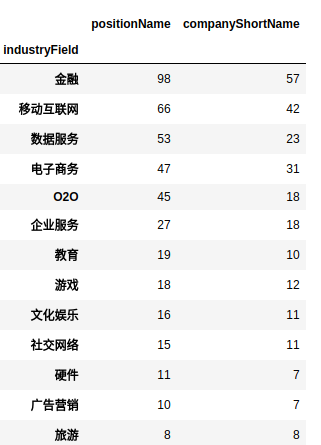 positionName companyShortName
industryField
金融 98 57
移动互联网 66 42
数据服务 53 23
电子商务 47 31
O2O 45 18
企业服务 27 18
教育 19 10
游戏 18 12
文化娱乐 16 11
社交网络 15 11
硬件 11 7
广告营销 10 7
旅游 8 8